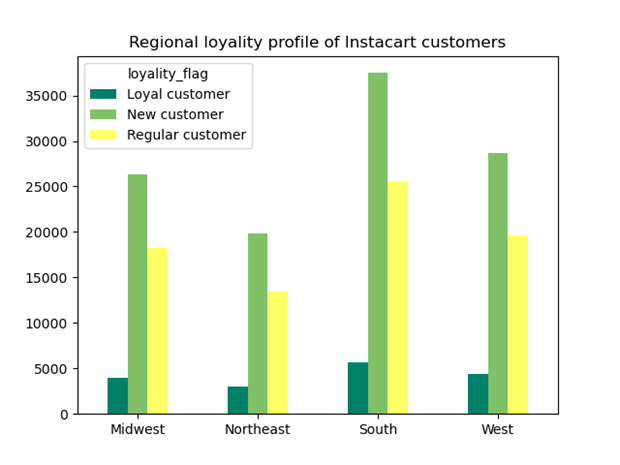 Regional loyality profile of Instacart customers
loyality_flag
Loyal customer
New customer
Regular customer
35000
30000
25000
20000
15000
10000
5000
0
Midwest Northeast South West